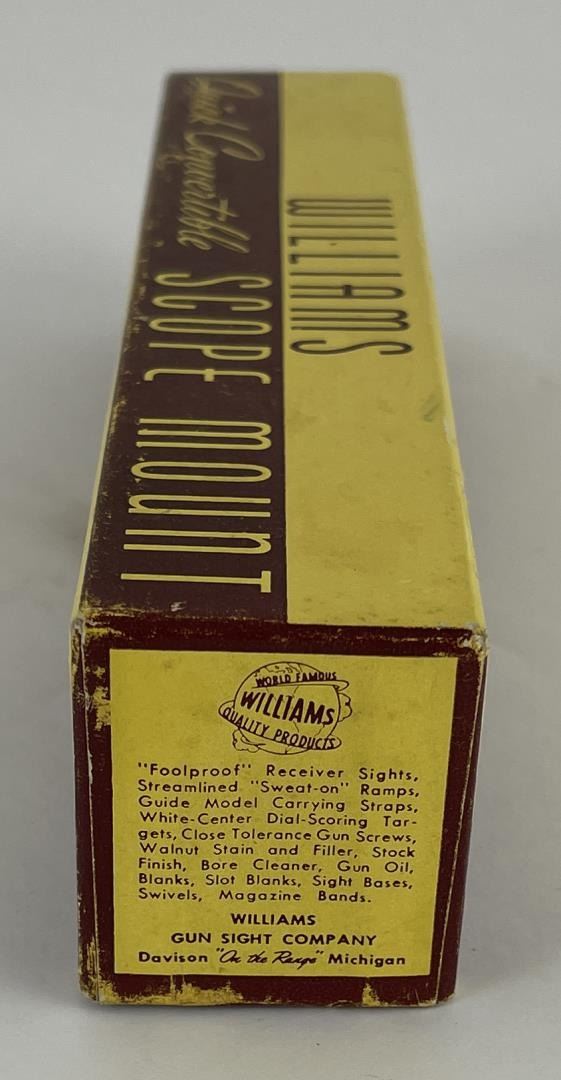 WILLIAMS
Quick Convertible
SCOPE MOUNT
WORLD FAMOUS
WILLIAMS
QUALITY PRODUCTS
"Foolproof" Receiver Sights,
Streamlined "Sweat-on" Ramps,
Guide Model Carrying Straps,
White-Center Dial-Scoring Tar-
gets, Close Tolerance Gun Screws,
Walnut Stain and Filler, Stock
Finish, Bore Cleaner, Gun Oil,
Blanks, Slot Blanks, Sight Bases,
Swivels, Magazine Bands.
WILLIAMS
GUN SIGHT COMPANY
Davison "On the Range" Michigan